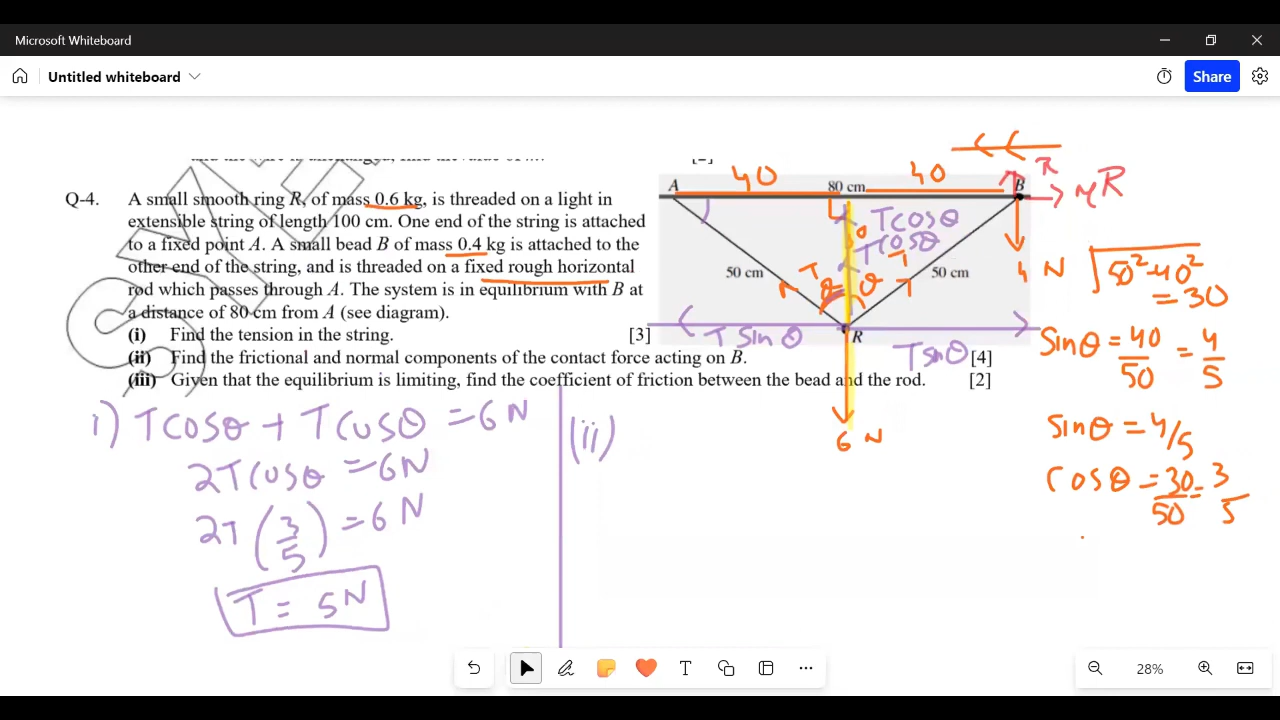 Microsoft Whiteboard
Untitled whiteboard
Share
[2]
Q-4. A small smooth ring R, of mass 0.6 kg, is threaded on a light in
extensible string of length 100 cm. One end of the string is attached
to a fixed point A. A small bead B of mass 0.4 kg is attached to the
other end of the string, and is threaded on a fixed rough horizontal
rod which passes through A. The system is in equilibrium with B at
a distance of 80 cm from A (see diagram).
(i) Find the tension in the string. [3]
(ii) Find the frictional and normal components of the contact force acting on B. [4]
(iii) Given that the equilibrium is limiting, find the coefficient of friction between the bead and the rod. [2]
A 40 80 cm 40 B R
μR
Tcosθ
Tcosθ
50 cm T θ θ T 50 cm
4 N
R
T sinθ
Tsinθ
6 N
√50²-40²
= 30
Sinθ = 40/50 = 4/5
sinθ = 4/5
cosθ = 30/50 = 3/5
i) Tcosθ + Tcosθ = 6N
2Tcosθ = 6N
2T (3/5) = 6N
T = 5N
(ii)
28%